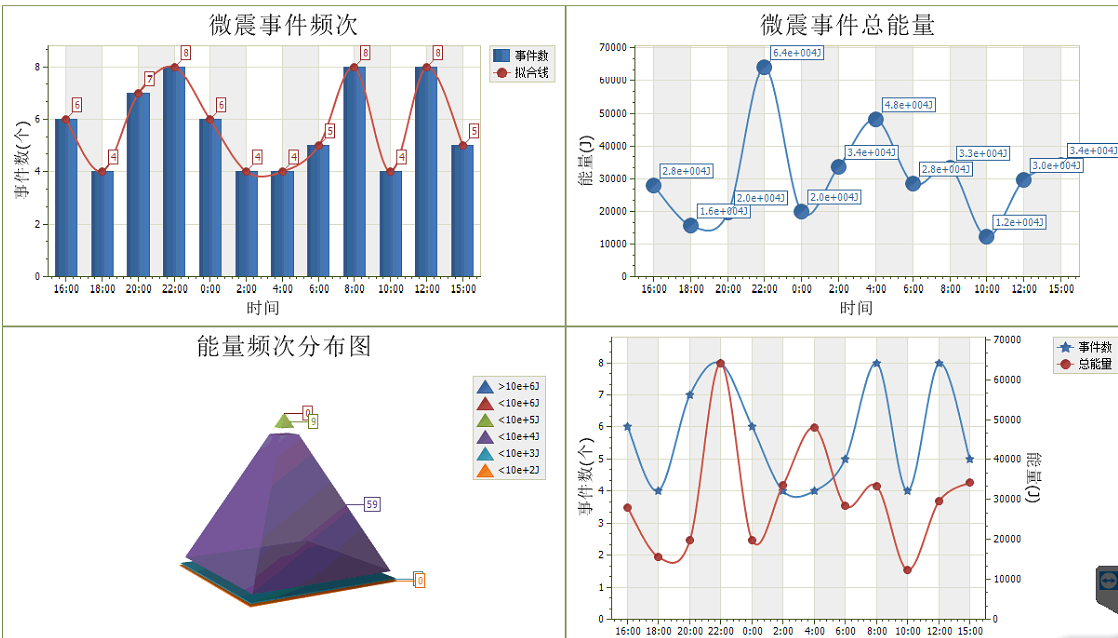 微震事件频次
8
6
4
2
0
事件数(个)
6
4
7
8
6
4
4
5
8
4
8
5
事件数
拟合线
16:00 18:00 20:00 22:00 0:00 2:00 4:00 6:00 8:00 10:00 12:00 15:00
时间
微震事件总能量
70000
60000
50000
40000
30000
20000
10000
0
能量(J)
2.8e+004J
1.6e+004J
2.0e+004J
6.4e+004J
2.0e+004J
3.4e+004J
4.8e+004J
2.8e+004J
3.3e+004J
1.2e+004J
3.0e+004J
3.4e+004J
16:00 18:00 20:00 22:00 0:00 2:00 4:00 6:00 8:00 10:00 12:00 15:00
时间
能量频次分布图
0
9
59
0
>10e+6J
<10e+6J
<10e+5J
<10e+4J
<10e+3J
<10e+2J
8
7
6
5
4
3
2
1
0
事件数(个)
70000
60000
50000
40000
30000
20000
10000
0
能量(J)
事件数
总能量
16:00 18:00 20:00 22:00 0:00 2:00 4:00 6:00 8:00 10:00 12:00 15:00